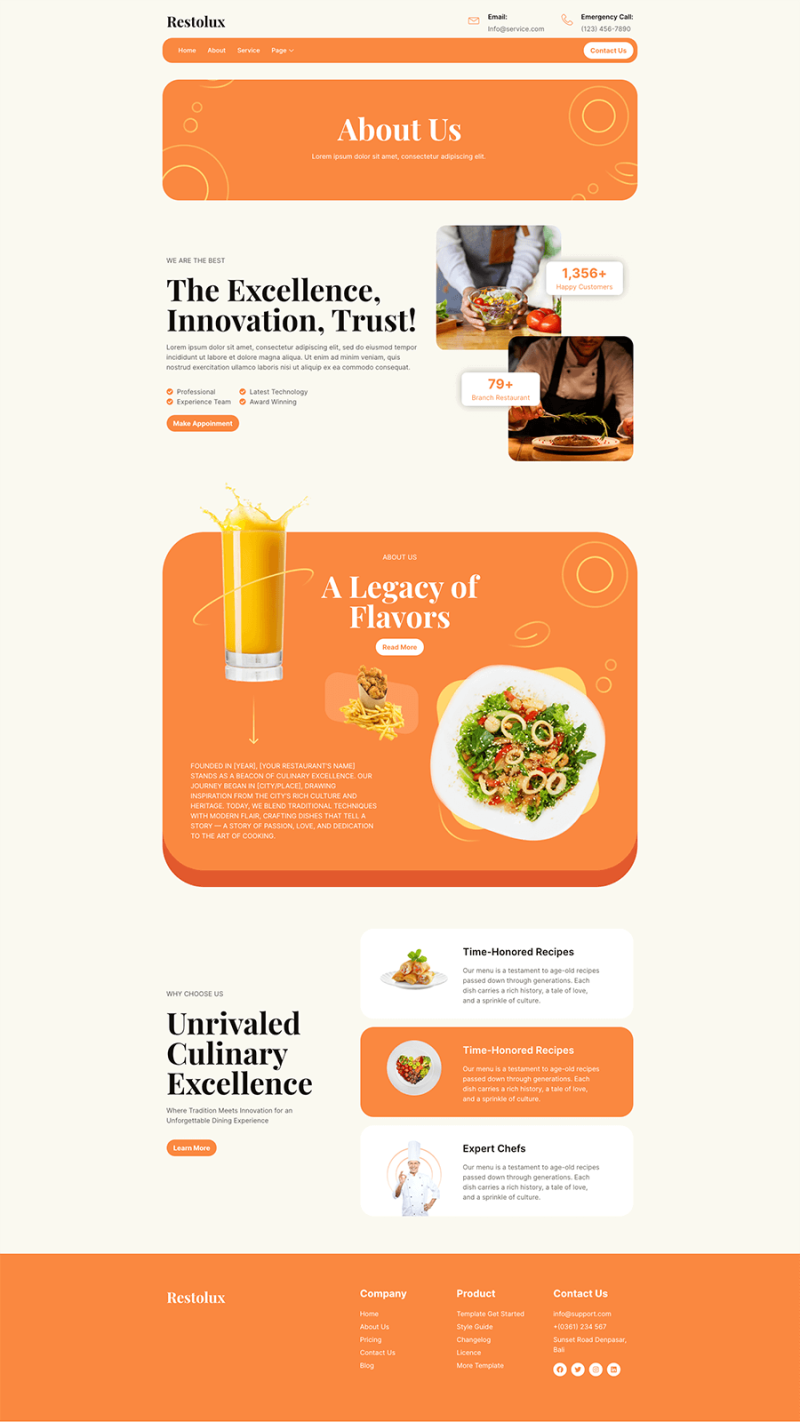 Restolux
Email:
Info@service.com
Emergency Call:
(123) 456-7890
Home
About
Service
Page
Contact Us
About Us
Lorem ipsum dolor sit amet, consectetur adipiscing elit.
WE ARE THE BEST
The Excellence,
Innovation, Trust!
Lorem ipsum dolor sit amet, consectetur adipiscing elit, sed do eiusmod tempor
incididunt ut labore et dolore magna aliqua. Ut enim ad minim veniam, quis
nostrud exercitation ullamco laboris nisi ut aliquip ex ea commodo consequat.
Professional
Latest Technology
Experience Team
Award Winning
Make Appoinment
1,356+
Happy Customers
79+
Branch Restaurant
ABOUT US
A Legacy of
Flavors
Read More
FOUNDED IN [YEAR], [YOUR RESTAURANT'S NAME]
STANDS AS A BEACON OF CULINARY EXCELLENCE. OUR
JOURNEY BEGAN IN [CITY/PLACE], DRAWING
INSPIRATION FROM THE CITY'S RICH CULTURE AND
HERITAGE. TODAY, WE BLEND TRADITIONAL TECHNIQUES
WITH MODERN FLAIR, CRAFTING DISHES THAT TELL A
STORY — A STORY OF PASSION, LOVE, AND DEDICATION
TO THE ART OF COOKING.
WHY CHOOSE US
Unrivaled
Culinary
Excellence
Where Tradition Meets Innovation for an
Unforgettable Dining Experience
Learn More
Time-Honored Recipes
Our menu is a testament to age-old recipes
passed down through generations. Each
dish carries a rich history, a tale of love,
and a sprinkle of culture.
Time-Honored Recipes
Our menu is a testament to age-old recipes
passed down through generations. Each
dish carries a rich history, a tale of love,
and a sprinkle of culture.
Expert Chefs
Our menu is a testament to age-old recipes
passed down through generations. Each
dish carries a rich history, a tale of love,
and a sprinkle of culture.
Restolux
Company
Home
About Us
Pricing
Contact Us
Blog
Product
Template Get Started
Style Guide
Changelog
Licence
More Template
Contact Us
info@support.com
+(0361) 234 567
Sunset Road Denpasar,
Bali